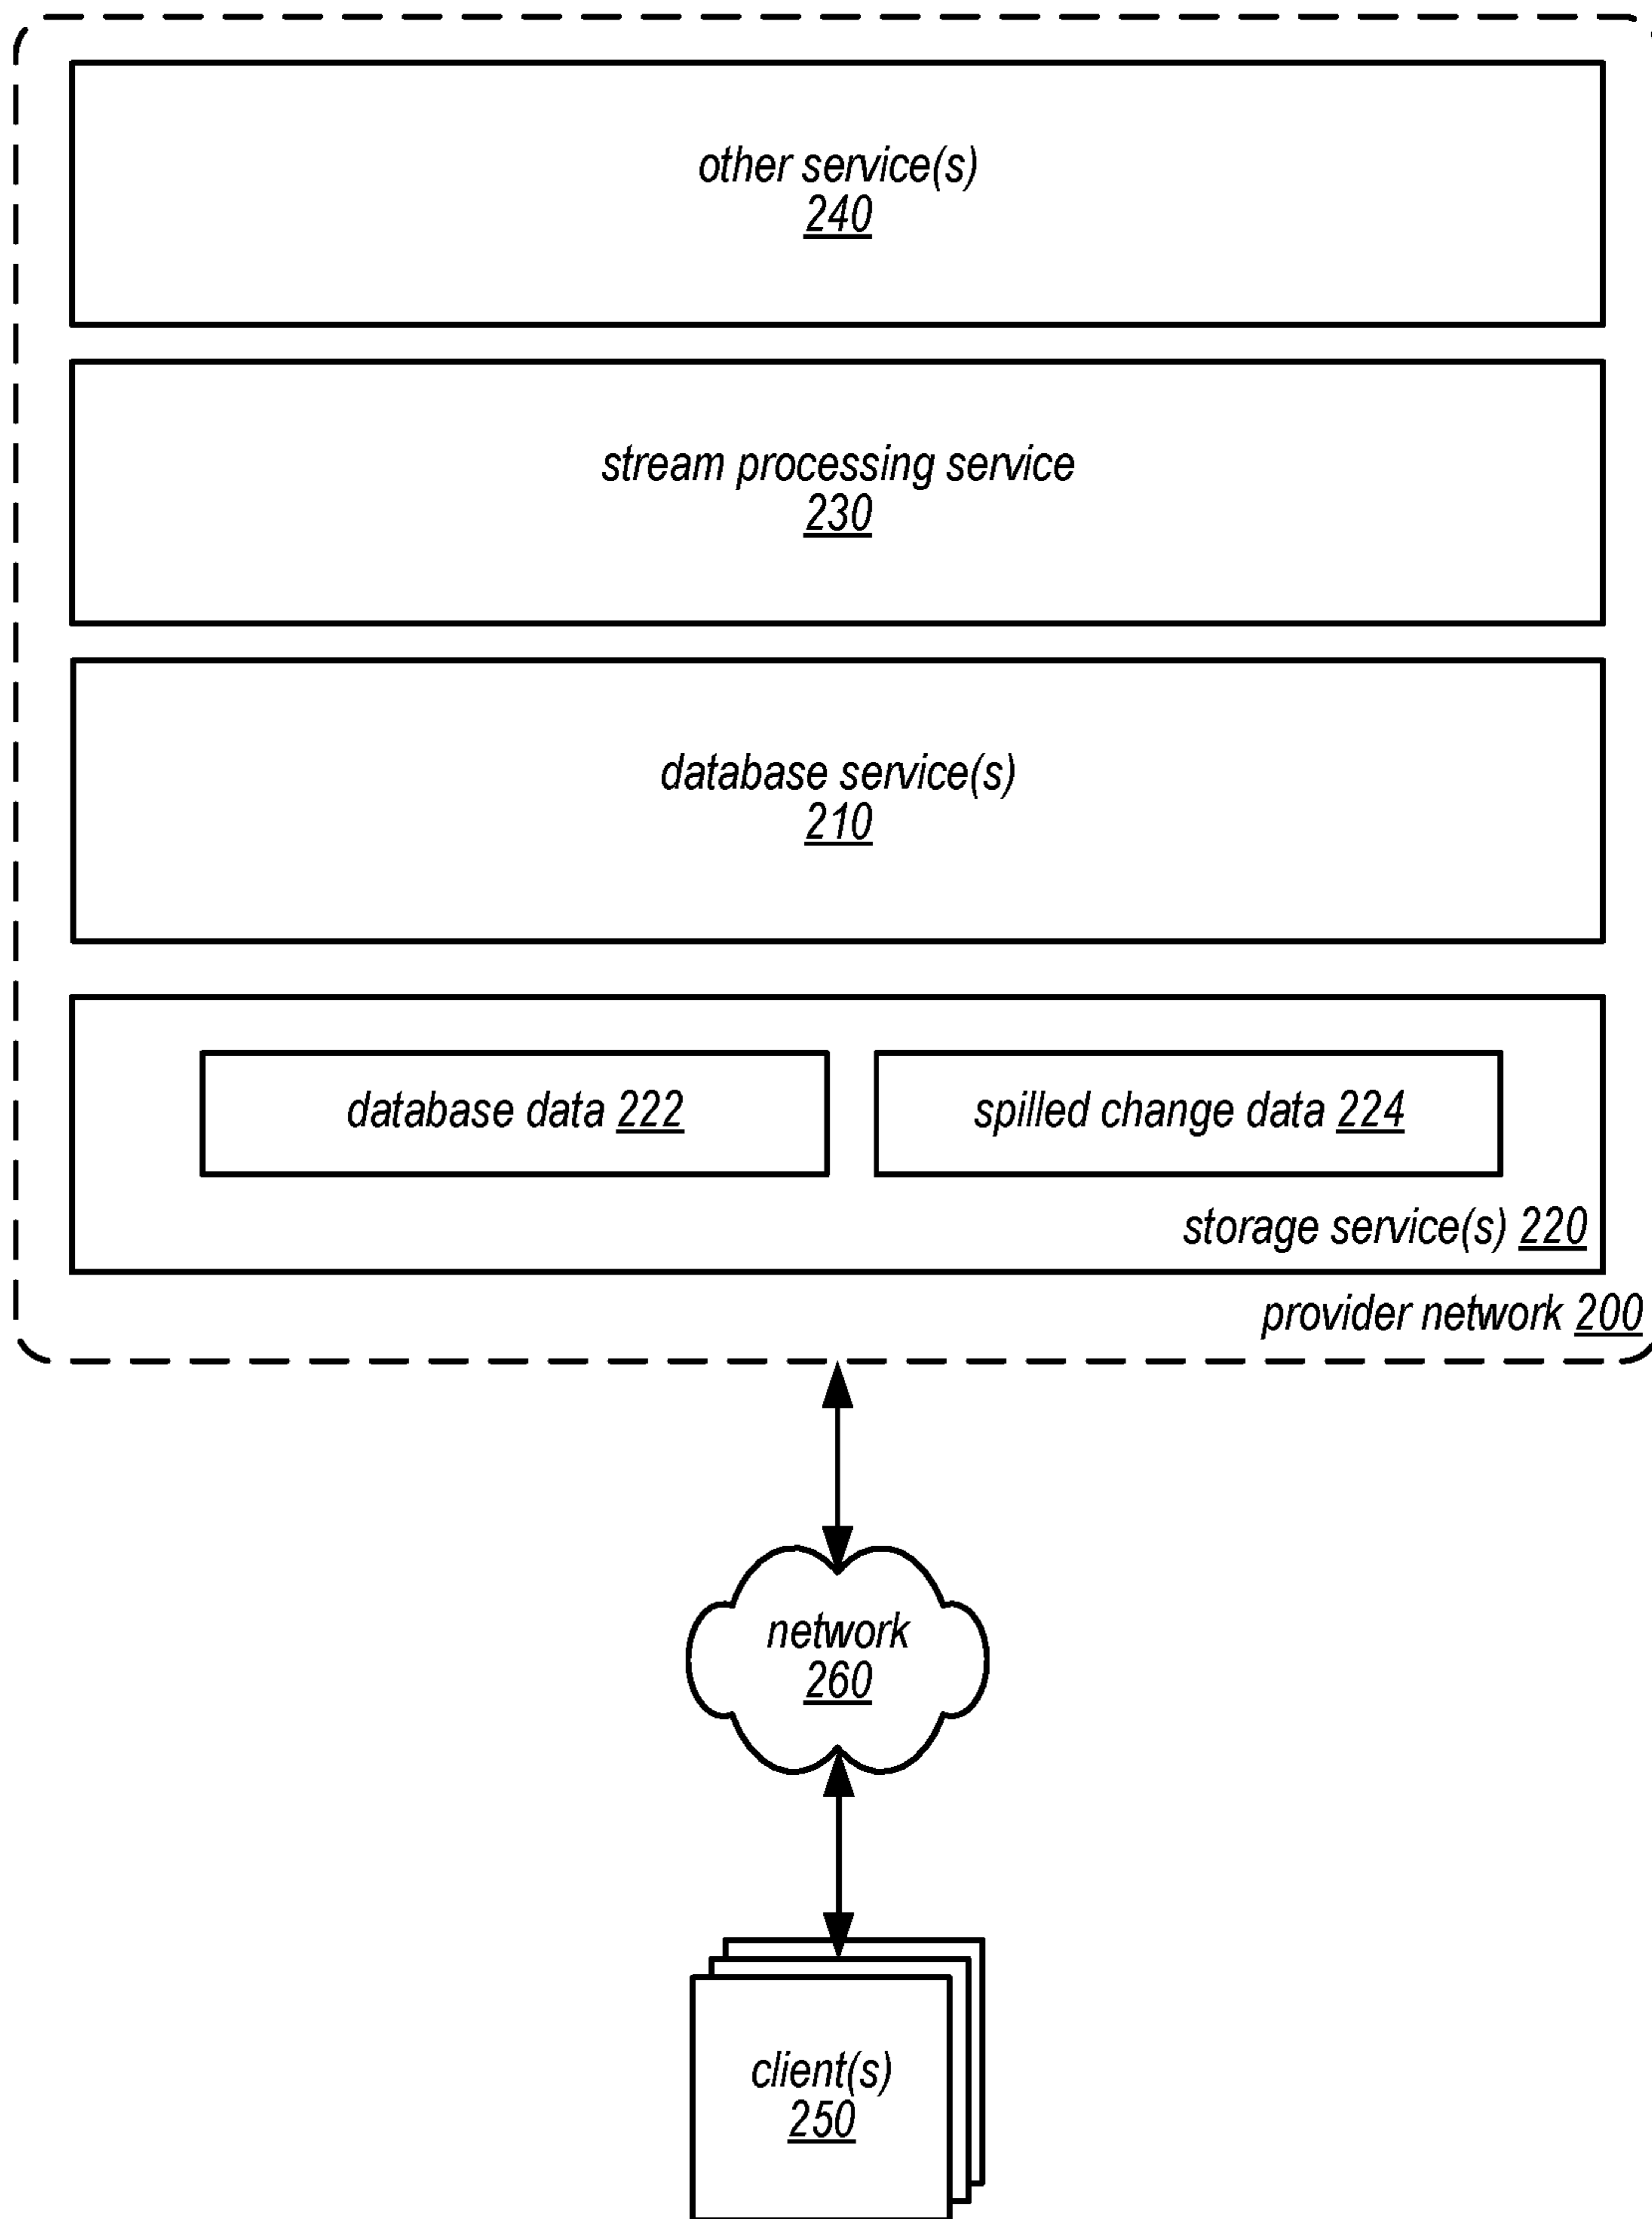 other service(s)
240
stream processing service
230
database service(s)
210
database data 222
spilled change data 224
storage service(s) 220
provider network 200
network
260
client(s)
250